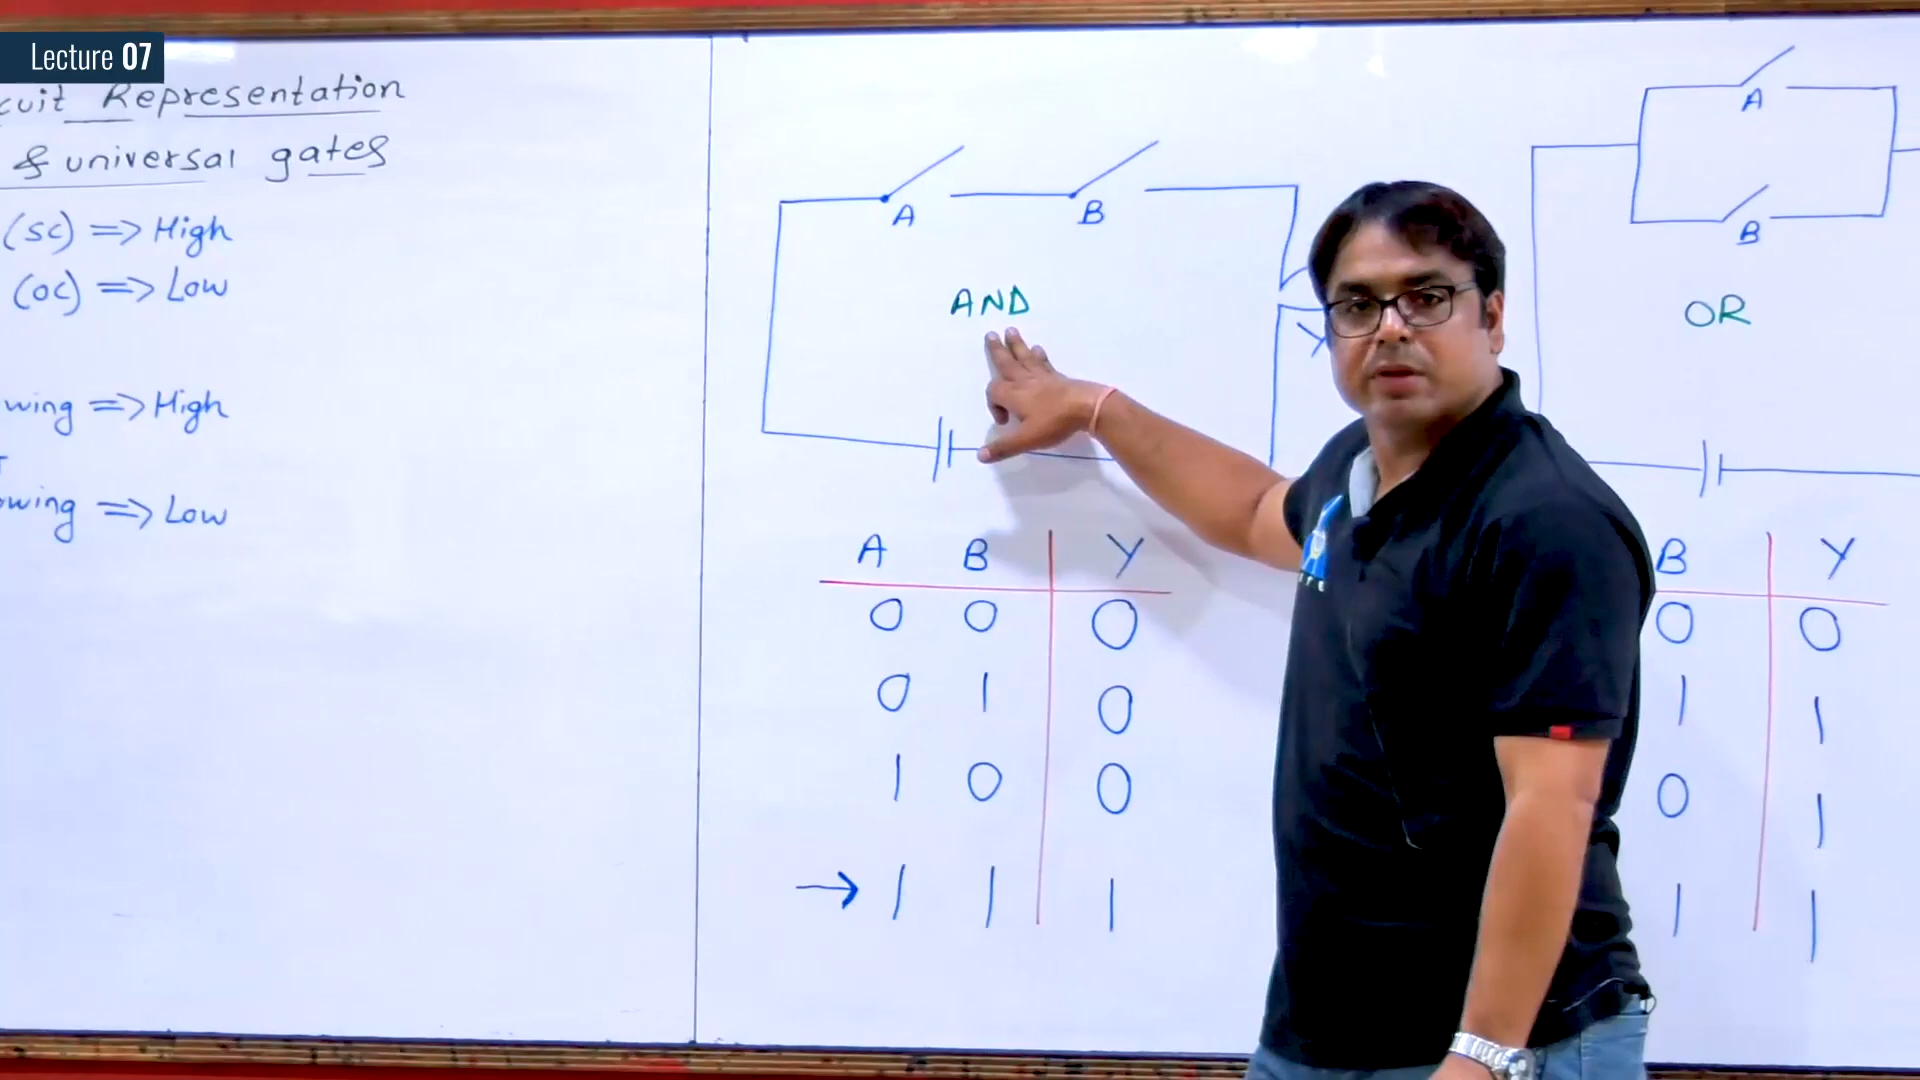 Lecture 07
cuit Representation
& universal gates
(SC) => High
(OC) => Low
wing => High
owing => Low
A
B
AND
Y
A B Y
0 0 0
0 1 0
1 0 0
→ 1 1 1
A
B
OR
B Y
0 0
1 1
0 1
1 1